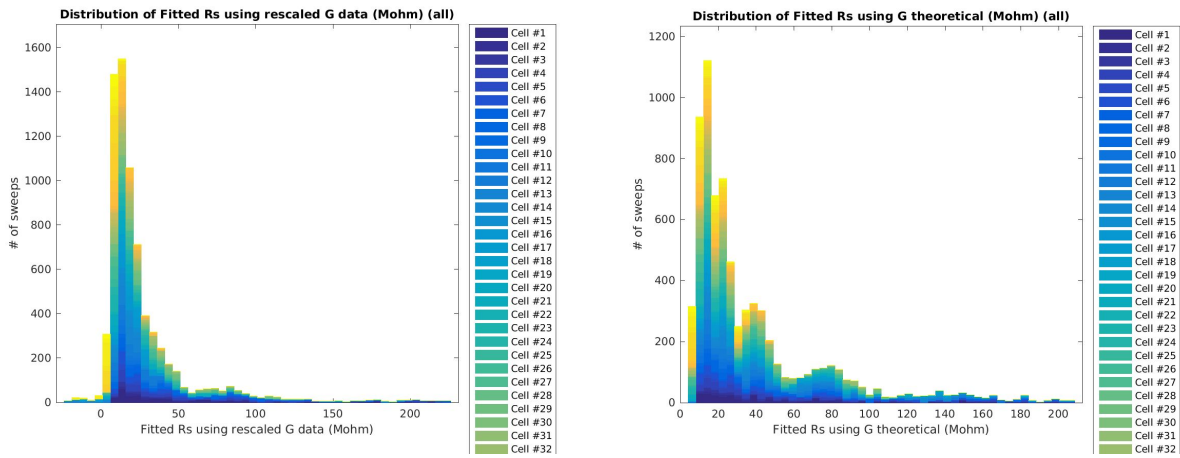 Distribution of Fitted Rs using rescaled G data (Mohm) (all)
# of sweeps
1600
1400
1200
1000
800
600
400
200
0
0 50 100 150 200
Fitted Rs using rescaled G data (Mohm)
Cell #1
Cell #2
Cell #3
Cell #4
Cell #5
Cell #6
Cell #7
Cell #8
Cell #9
Cell #10
Cell #11
Cell #12
Cell #13
Cell #14
Cell #15
Cell #16
Cell #17
Cell #18
Cell #19
Cell #20
Cell #21
Cell #22
Cell #23
Cell #24
Cell #25
Cell #26
Cell #27
Cell #28
Cell #29
Cell #30
Cell #31
Cell #32
Distribution of Fitted Rs using G theoretical (Mohm) (all)
# of sweeps
1200
1000
800
600
400
200
0
0 20 40 60 80 100 120 140 160 180 200
Fitted Rs using G theoretical (Mohm)
Cell #1
Cell #2
Cell #3
Cell #4
Cell #5
Cell #6
Cell #7
Cell #8
Cell #9
Cell #10
Cell #11
Cell #12
Cell #13
Cell #14
Cell #15
Cell #16
Cell #17
Cell #18
Cell #19
Cell #20
Cell #21
Cell #22
Cell #23
Cell #24
Cell #25
Cell #26
Cell #27
Cell #28
Cell #29
Cell #30
Cell #31
Cell #32